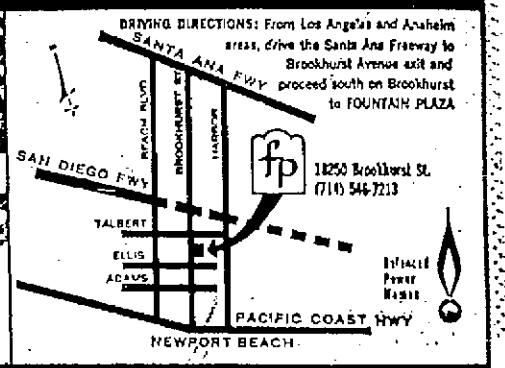 DRIVING DIRECTIONS: From Los Angeles and Anaheim
areas, drive the Santa Ana Freeway to
Brookhurst Avenue exit and
proceed south on Brookhurst
to FOUNTAIN PLAZA
SANTA ANA FWY
BEACH BLVD
BROOKHURST ST
HARBOR
SAN DIEGO FWY
fp
18250 Brookhurst St.
(714) 546-7213
TALBERT
ELLIS
ADAMS
Power
PACIFIC COAST HWY
NEWPORT BEACH